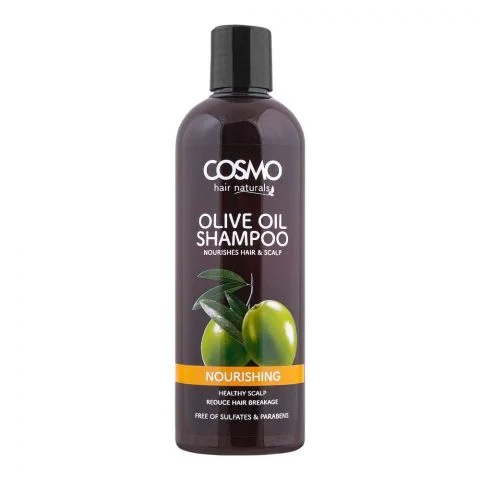 COSMO
hair naturals
OLIVE OIL
SHAMPOO
NOURISHES HAIR & SCALP
NOURISHING
HEALTHY SCALP
REDUCE HAIR BREAKAGE
FREE OF SULFATES & PARABENS